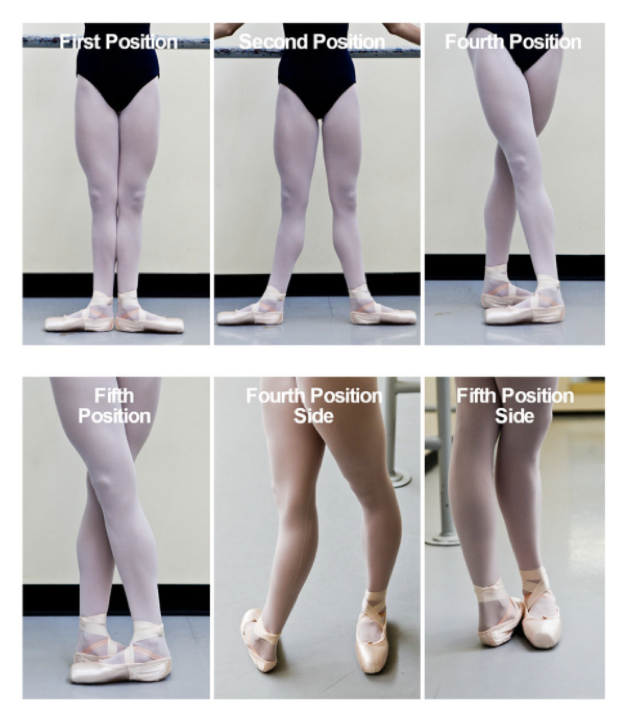 First Position
Second Position
Fourth Position
Fifth
Position
Fourth Position
Side
Fifth Position
Side